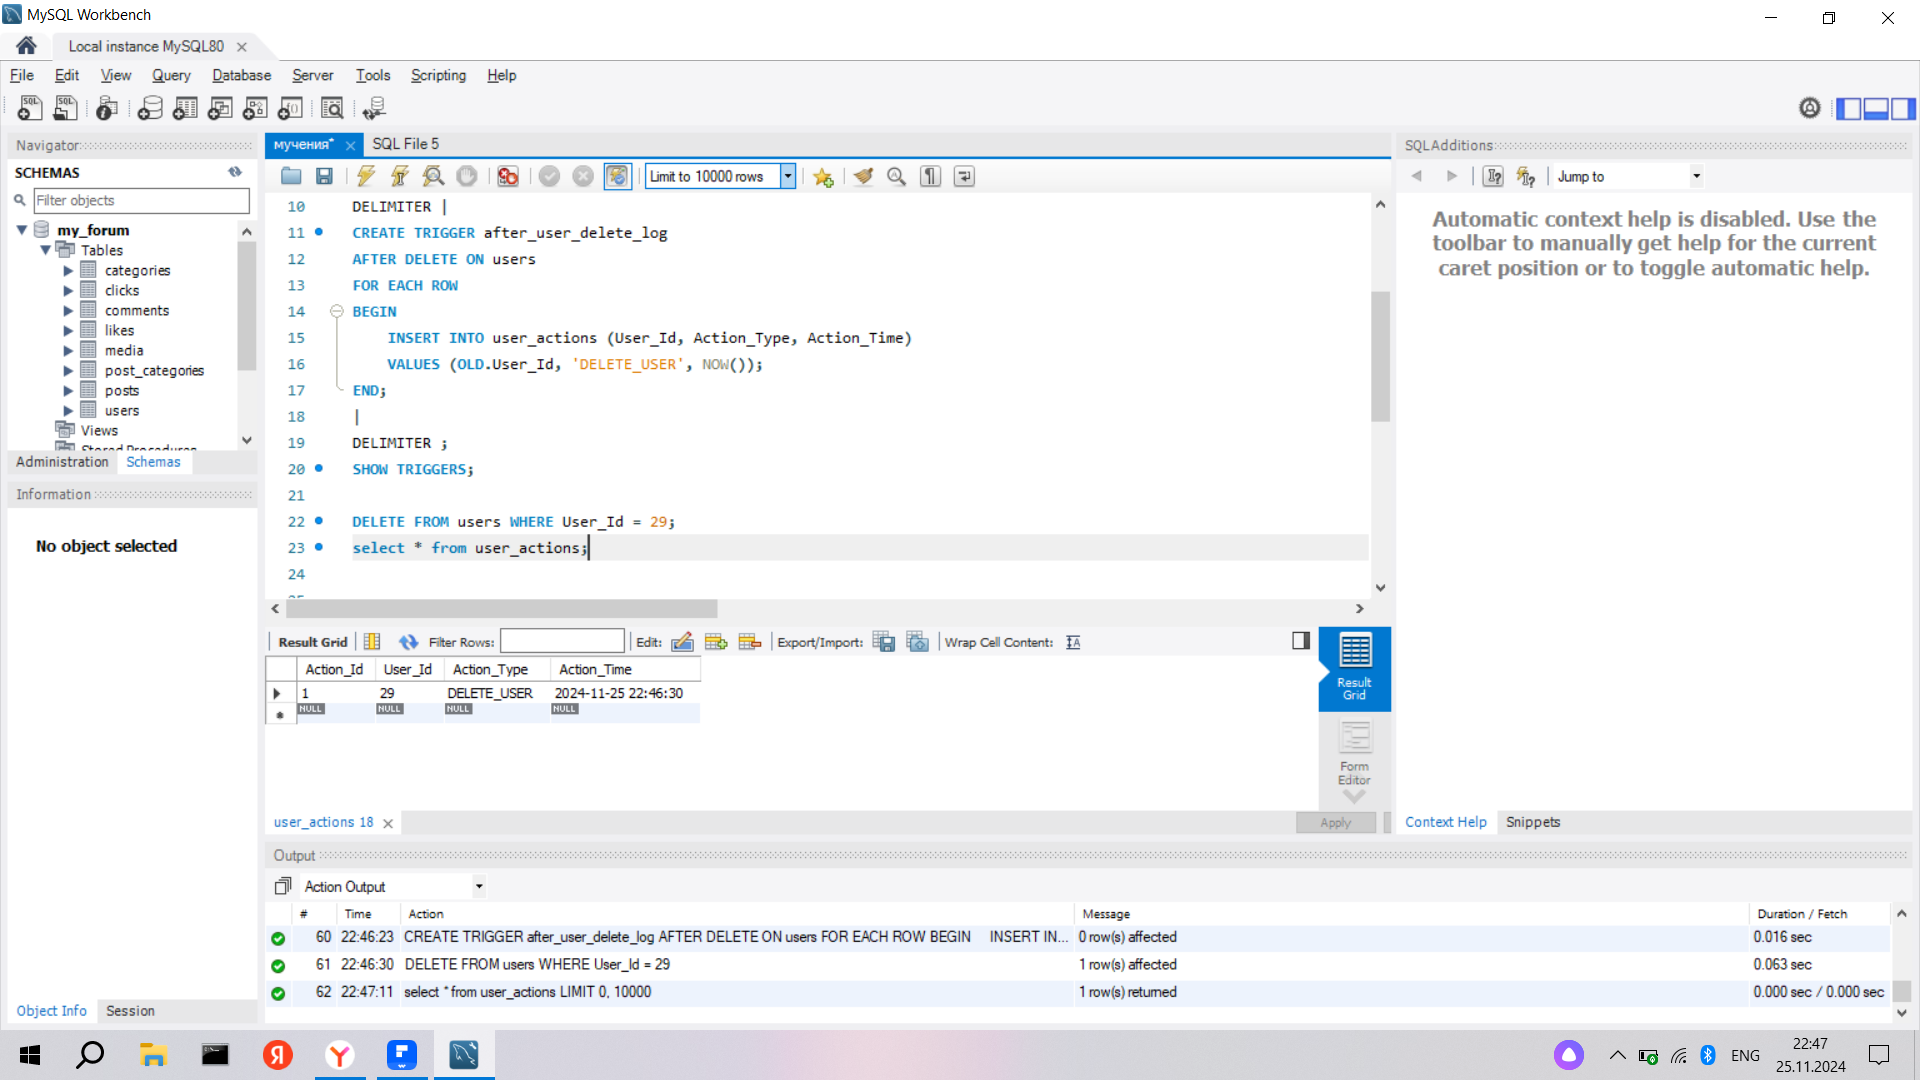 MySQL Workbench
Local instance MySQL80
File Edit View Query Database Server Tools Scripting Help
Navigator
SCHEMAS
Filter objects
my_forum
Tables
categories
clicks
comments
likes
media
post_categories
posts
users
Views
Stored Procedures
Administration Schemas
Information
No object selected
Object Info Session
мучения* SQL File 5
Limit to 10000 rows
10 DELIMITER |
11 CREATE TRIGGER after_user_delete_log
12 AFTER DELETE ON users
13 FOR EACH ROW
14 BEGIN
15 INSERT INTO user_actions (User_Id, Action_Type, Action_Time)
16 VALUES (OLD.User_Id, 'DELETE_USER', NOW());
17 END;
18 |
19 DELIMITER ;
20 SHOW TRIGGERS;
21
22 DELETE FROM users WHERE User_Id = 29;
23 select * from user_actions;
24
Result Grid Filter Rows: Edit: Export/Import: Wrap Cell Content:
Action_Id User_Id Action_Type Action_Time
1 29 DELETE_USER 2024-11-25 22:46:30
NULL NULL NULL NULL
Result Grid
Form Editor
user_actions 18
Apply
SQLAdditions
Jump to
Automatic context help is disabled. Use the
toolbar to manually get help for the current
caret position or to toggle automatic help.
Context Help Snippets
Output
Action Output
# Time Action Message Duration / Fetch
60 22:46:23 CREATE TRIGGER after_user_delete_log AFTER DELETE ON users FOR EACH ROW BEGIN INSERT IN... 0 row(s) affected 0.016 sec
61 22:46:30 DELETE FROM users WHERE User_Id = 29 1 row(s) affected 0.063 sec
62 22:47:11 select * from user_actions LIMIT 0, 10000 1 row(s) returned 0.000 sec / 0.000 sec
ENG
22:47
25.11.2024